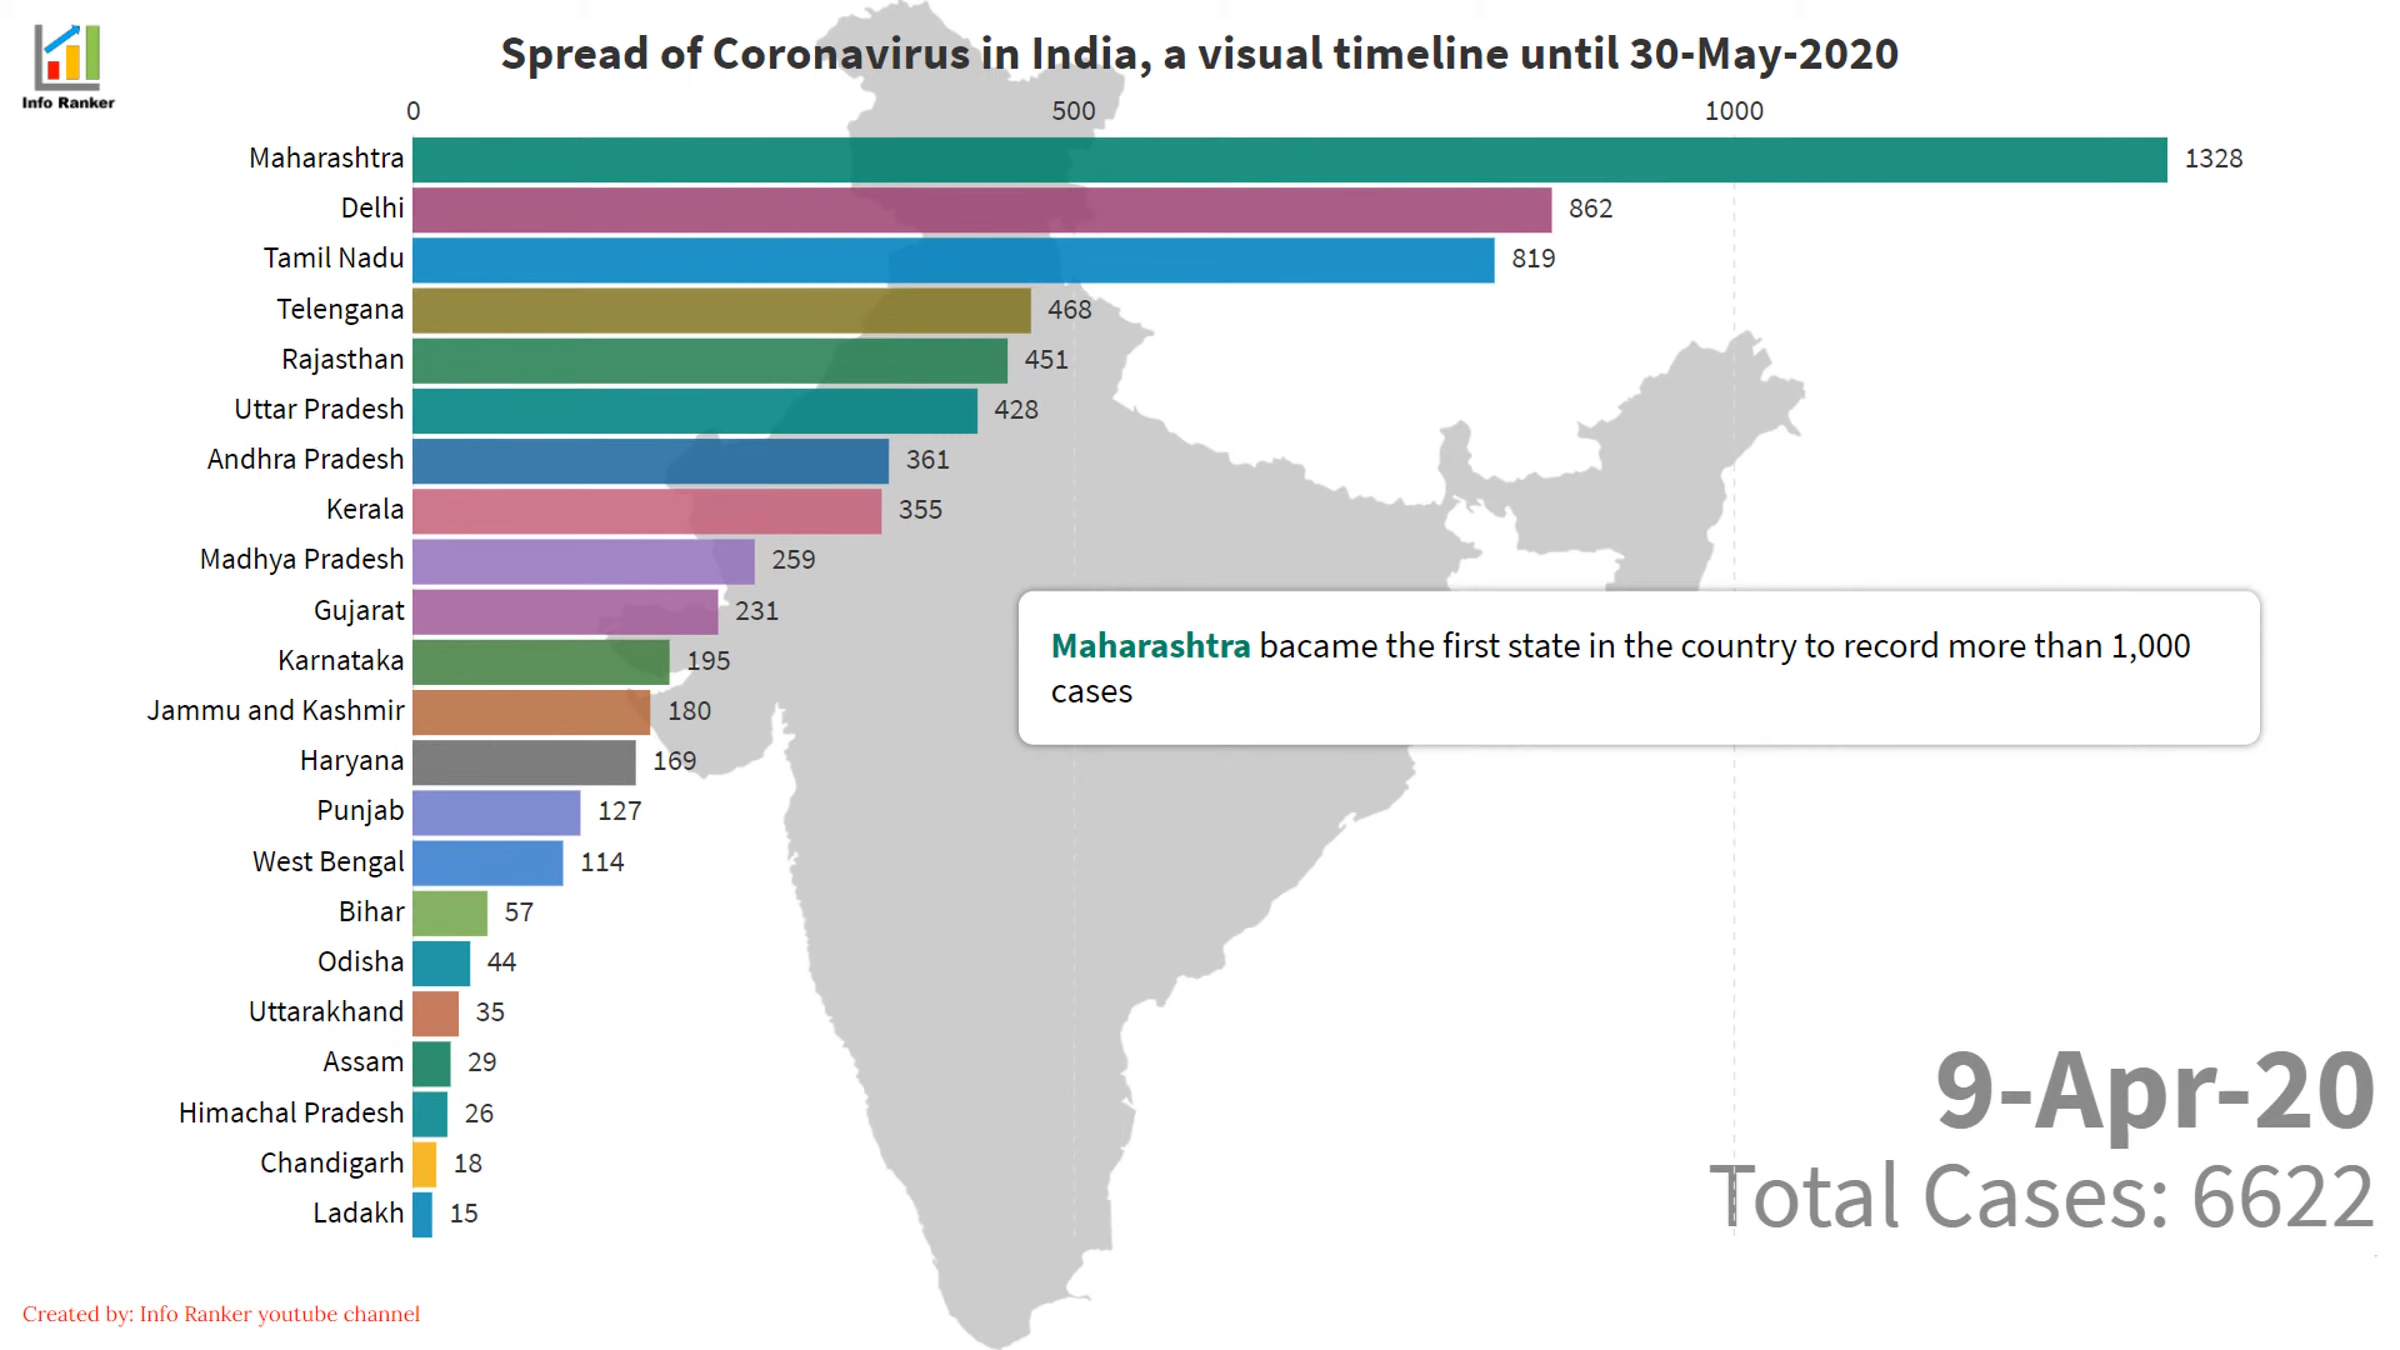 Info Ranker
Spread of Coronavirus in India, a visual timeline until 30-May-2020
0 500 1000
Maharashtra 1328
Delhi 862
Tamil Nadu 819
Telengana 468
Rajasthan 451
Uttar Pradesh 428
Andhra Pradesh 361
Kerala 355
Madhya Pradesh 259
Gujarat 231
Karnataka 195
Jammu and Kashmir 180
Haryana 169
Punjab 127
West Bengal 114
Bihar 57
Odisha 44
Uttarakhand 35
Assam 29
Himachal Pradesh 26
Chandigarh 18
Ladakh 15
Maharashtra bacame the first state in the country to record more than 1,000
cases
9-Apr-20
Total Cases: 6622
Created by: Info Ranker youtube channel